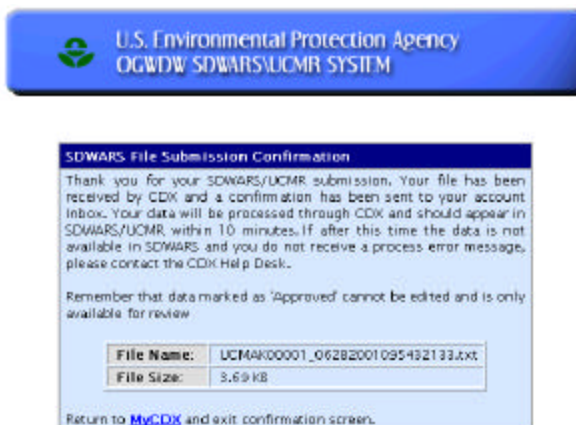 U.S. Environmental Protection Agency
OGWDW SDWARS\UCMR SYSTEM
SDWARS File Submission Confirmation
Thank you for your SDWARS/UCMR submission. Your file has been
received by CDX and a confirmation has been sent to your account
Inbox. Your data will be processed through CDX and should appear in
SDWARS/UCMR within 10 minutes. If after this time the data is not
available in SDWARS and you do not receive a process error message,
please contact the CDX Help Desk.
Remember that data marked as 'Approved' cannot be edited and is only
available for review
File Name: UCMAK00001_06282001095432133.txt
File Size: 3.69 KB
Return to MyCDX and exit confirmation screen.